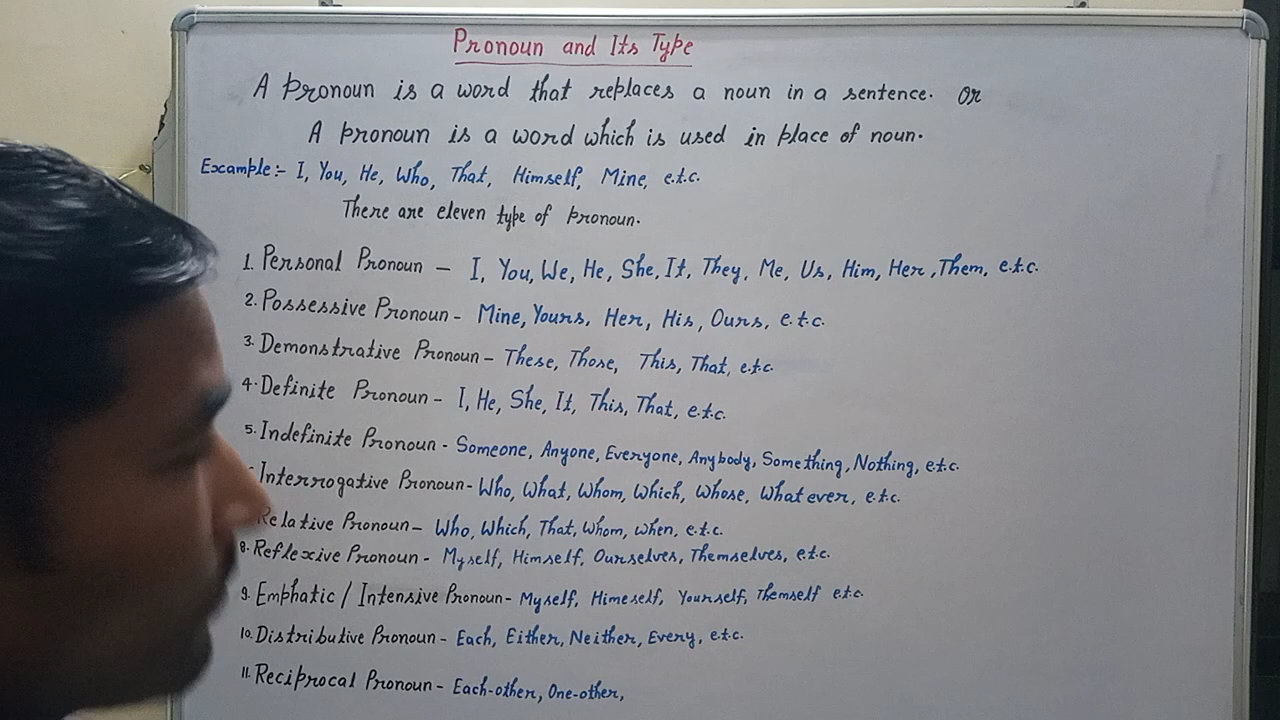 Pronoun and Its Type
A pronoun is a word that replaces a noun in a sentence. Or
A pronoun is a word which is used in place of noun.
Example:- I, You, He, Who, That, Himself, Mine, e.t.c.
There are eleven type of pronoun.
1. Personal Pronoun – I, You, We, He, She, It, They, Me, Us, Him, Her, Them, e.t.c.
2. Possessive Pronoun - Mine, Yours, Her, His, Ours, e.t.c.
3. Demonstrative Pronoun - These, Those, This, That, e.t.c.
4. Definite Pronoun - I, He, She, It, This, That, e.t.c.
5. Indefinite Pronoun - Someone, Anyone, Everyone, Anybody, Something, Nothing, e.t.c.
Interrogative Pronoun - Who, What, Whom, Which, Whose, What ever, e.t.c.
Relative Pronoun – Who, Which, That, Whom, when, e.t.c.
8. Reflexive Pronoun - Myself, Himself, Ourselves, Themselves, e.t.c.
9. Emphatic / Intensive Pronoun - Myself, Himeself, Yourself, Themself e.t.c.
10. Distributive Pronoun - Each, Either, Neither, Every, e.t.c.
11. Reciprocal Pronoun - Each-other, One-other,